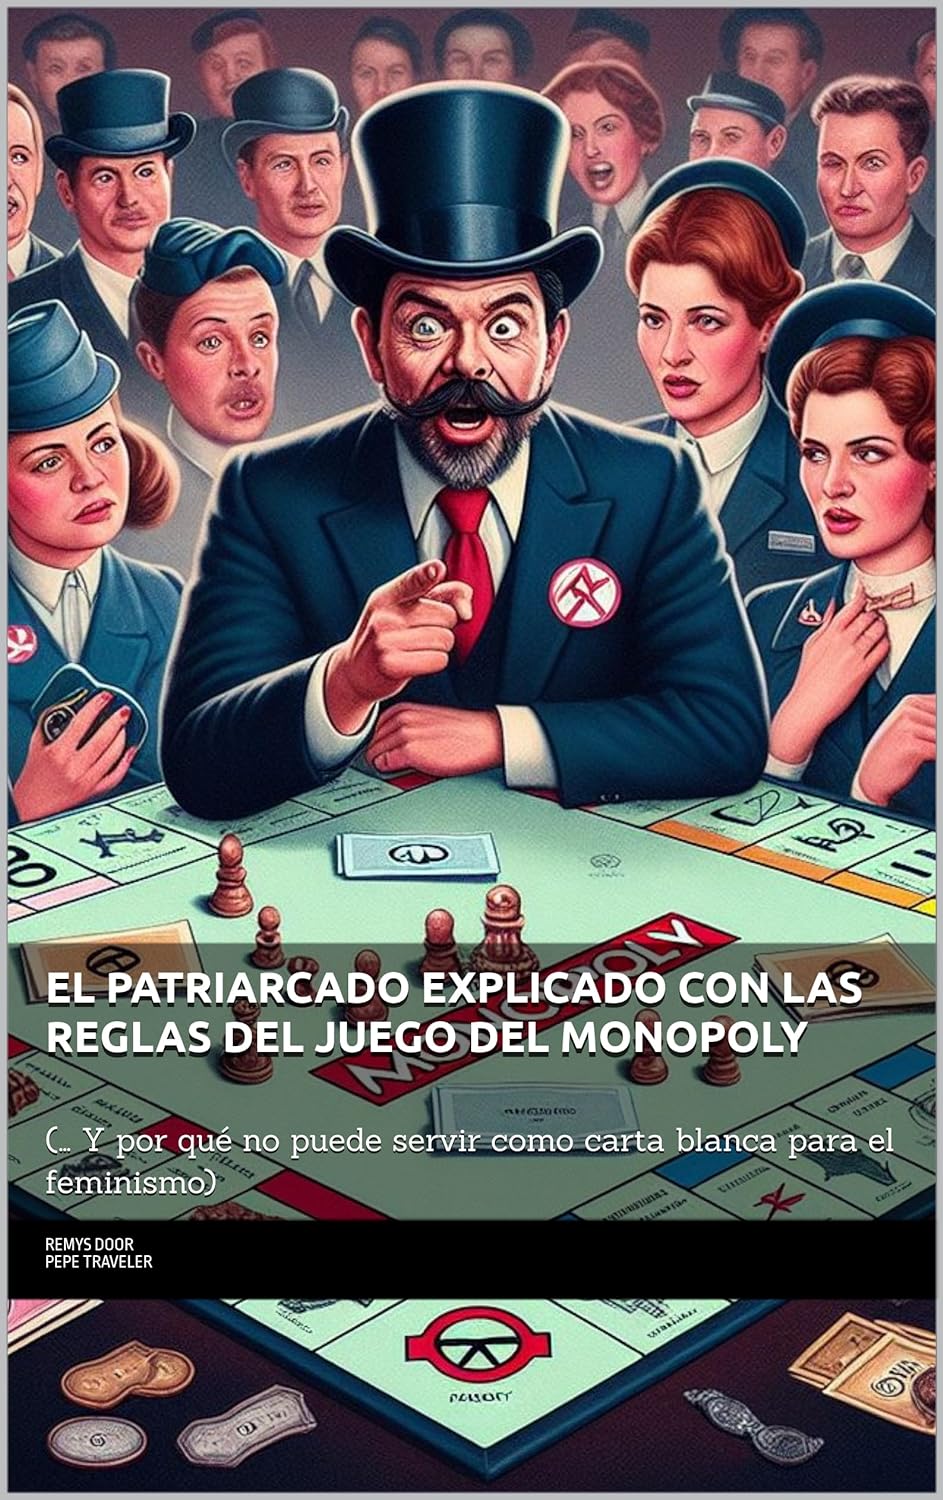 MONOPOLY
EL PATRIARCADO EXPLICADO CON LAS
REGLAS DEL JUEGO DEL MONOPOLY
(... Y por qué no puede servir como carta blanca para el
feminismo)
REMYS DOOR
PEPE TRAVELER